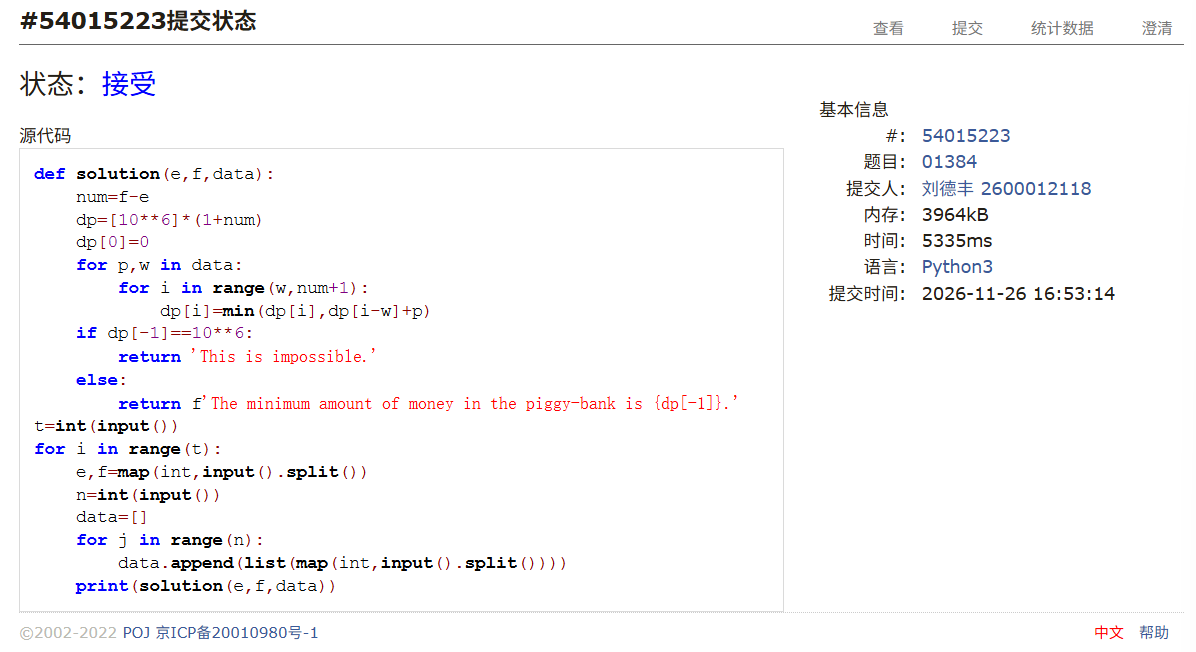 #54015223提交状态
查看 提交 统计数据 澄清
状态：接受
源代码
def solution(e,f,data):
    num=f-e
    dp=[10**6]*(1+num)
    dp[0]=0
    for p,w in data:
        for i in range(w,num+1):
            dp[i]=min(dp[i],dp[i-w]+p)
    if dp[-1]==10**6:
        return 'This is impossible.'
    else:
        return f'The minimum amount of money in the piggy-bank is {dp[-1]}.'
t=int(input())
for i in range(t):
    e,f=map(int,input().split())
    n=int(input())
    data=[]
    for j in range(n):
        data.append(list(map(int,input().split())))
    print(solution(e,f,data))
基本信息
#: 54015223
题目: 01384
提交人: 刘德丰 2600012118
内存: 3964kB
时间: 5335ms
语言: Python3
提交时间: 2026-11-26 16:53:14
©2002-2022 POJ 京ICP备20010980号-1
中文 帮助